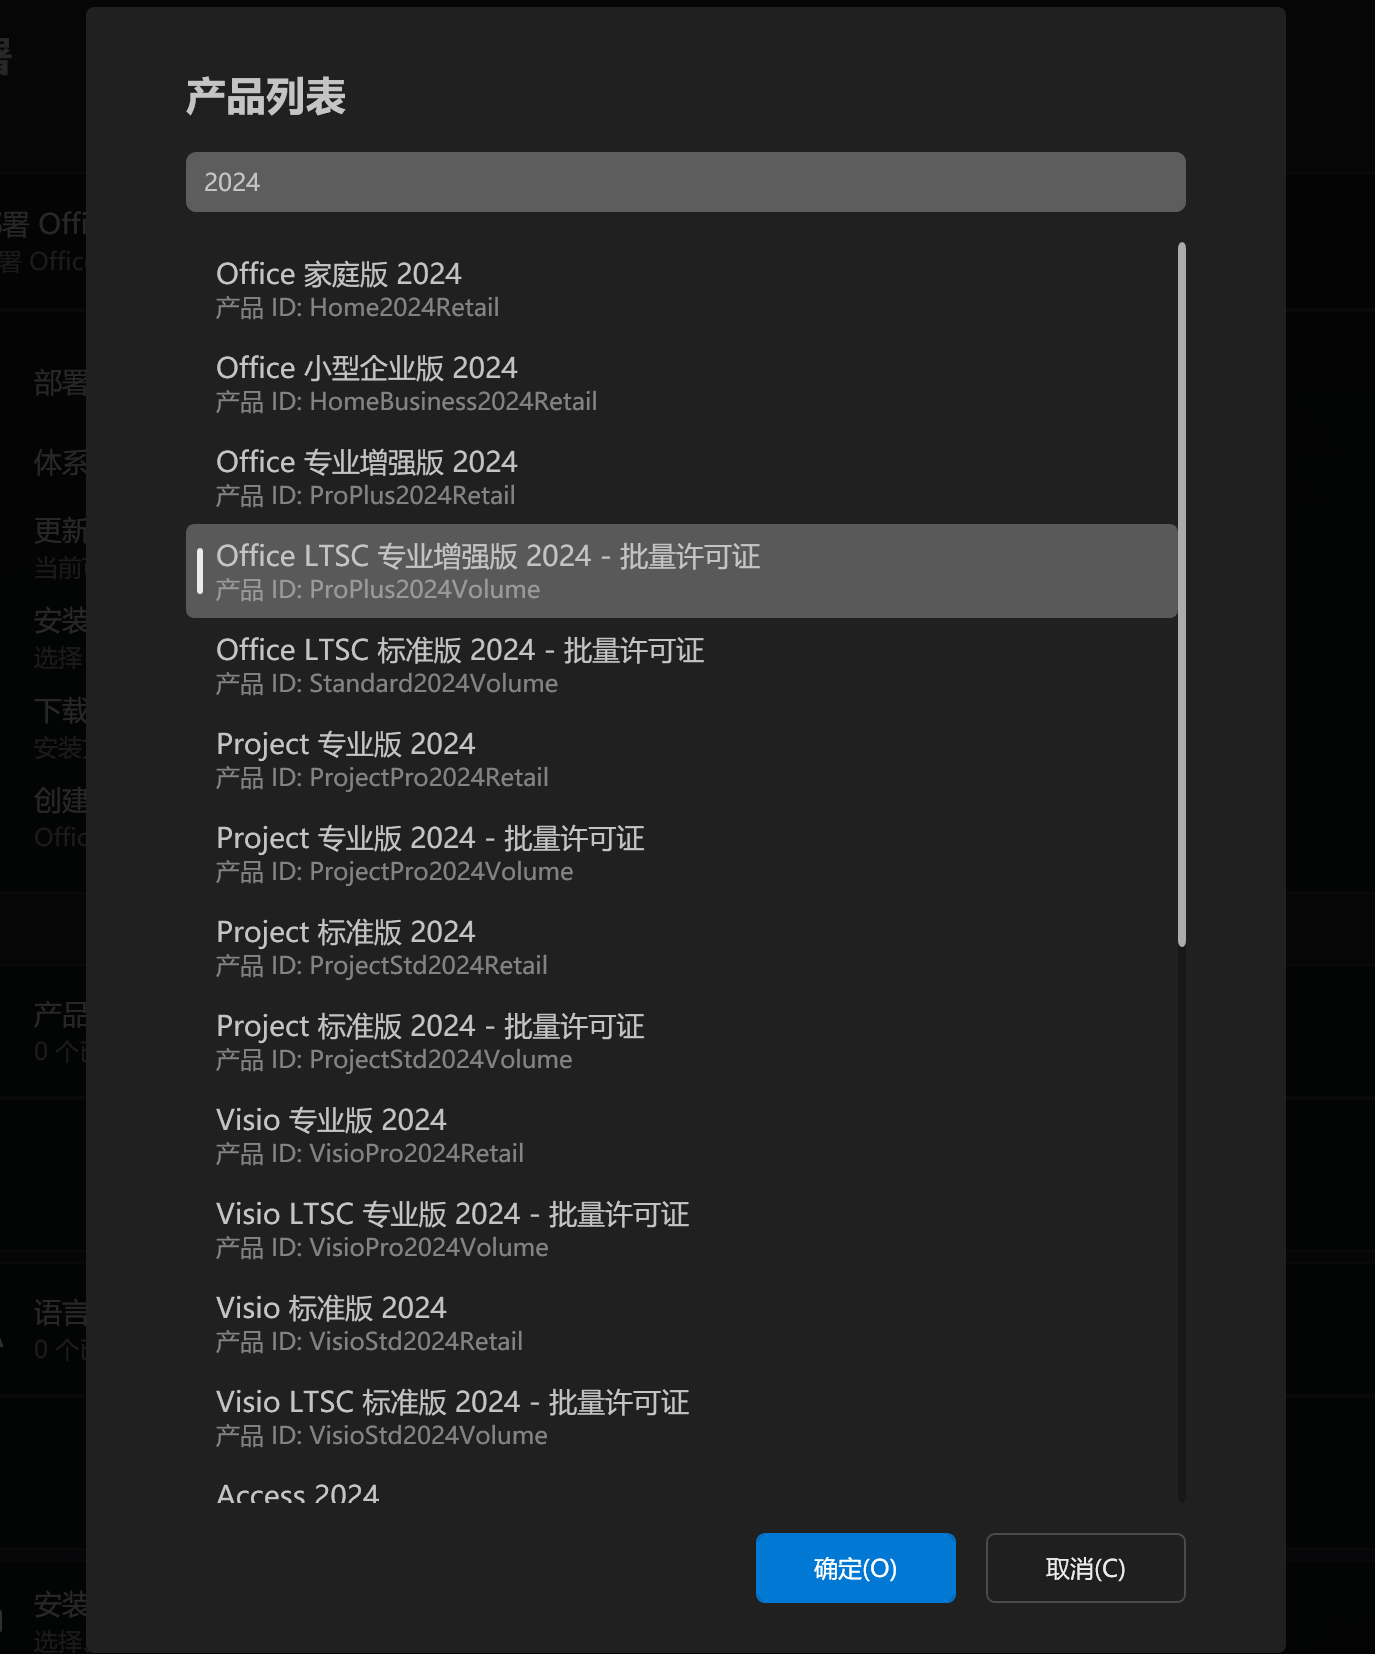 产品列表
2024
Office 家庭版 2024
产品 ID: Home2024Retail
Office 小型企业版 2024
产品 ID: HomeBusiness2024Retail
Office 专业增强版 2024
产品 ID: ProPlus2024Retail
Office LTSC 专业增强版 2024 - 批量许可证
产品 ID: ProPlus2024Volume
Office LTSC 标准版 2024 - 批量许可证
产品 ID: Standard2024Volume
Project 专业版 2024
产品 ID: ProjectPro2024Retail
Project 专业版 2024 - 批量许可证
产品 ID: ProjectPro2024Volume
Project 标准版 2024
产品 ID: ProjectStd2024Retail
Project 标准版 2024 - 批量许可证
产品 ID: ProjectStd2024Volume
Visio 专业版 2024
产品 ID: VisioPro2024Retail
Visio LTSC 专业版 2024 - 批量许可证
产品 ID: VisioPro2024Volume
Visio 标准版 2024
产品 ID: VisioStd2024Retail
Visio LTSC 标准版 2024 - 批量许可证
产品 ID: VisioStd2024Volume
Access 2024
确定(O)
取消(C)
署 Offi
署 Offic
部署
体系
更新
当前
安装
选择
下载
安装
创建
Offic
产品
0 个
语言
0 个
安装
选择